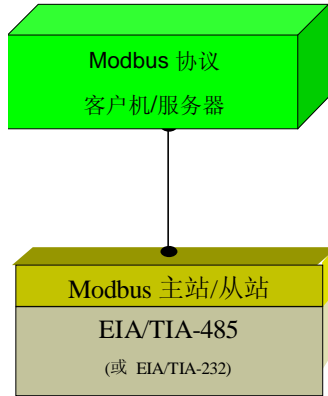 Modbus 协议
客户机/服务器
Modbus 主站/从站
EIA/TIA-485
(或 EIA/TIA-232)